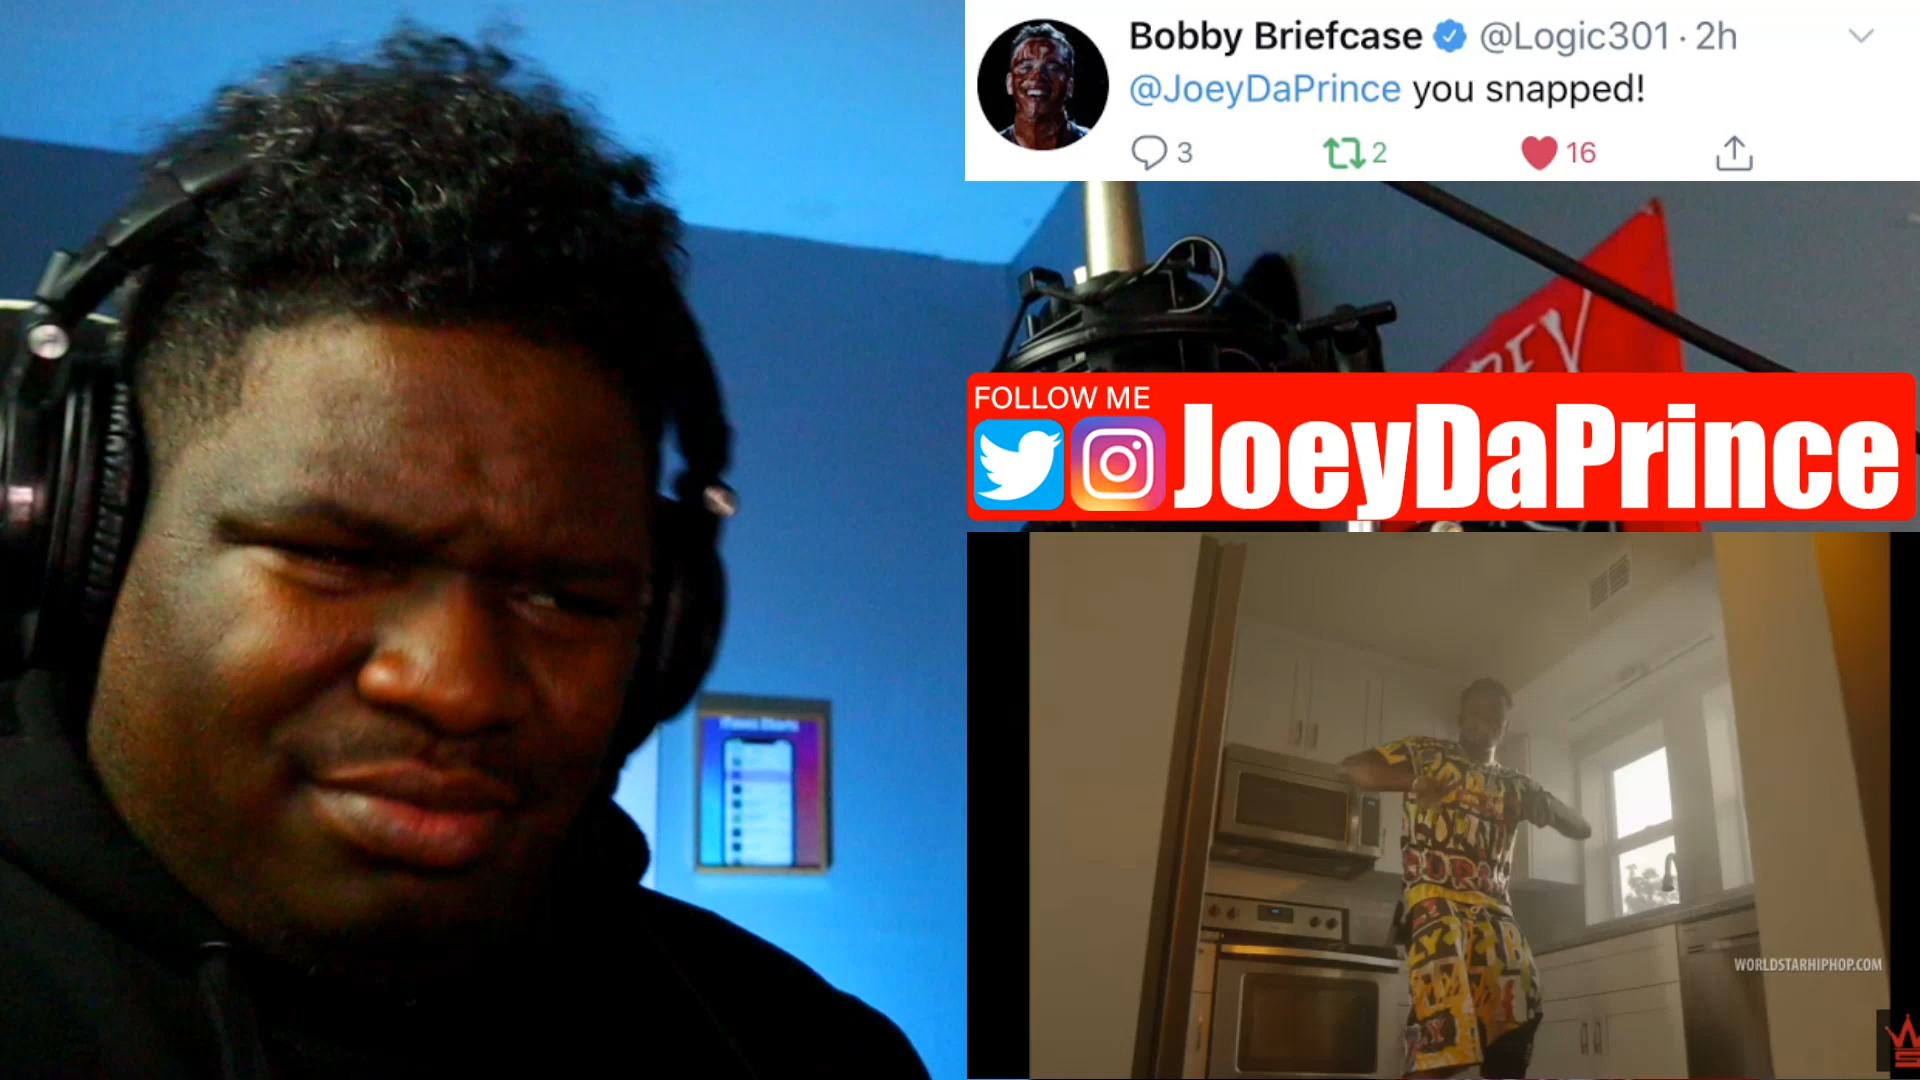 Bobby Briefcase @Logic301 · 2h
@JoeyDaPrince you snapped!
3 2 16
FOLLOW ME
JoeyDaPrince
WORLDSTARHIPHOP.COM